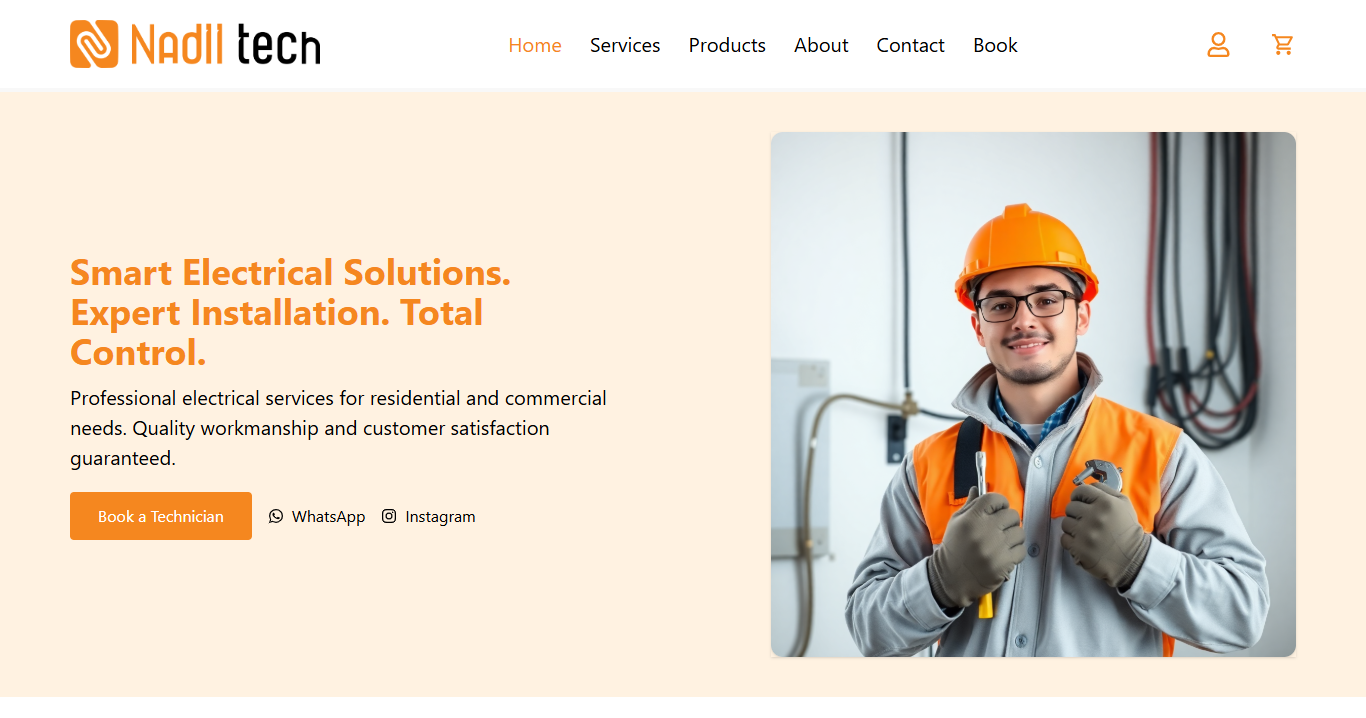 Nadii tech
Home Services Products About Contact Book
Smart Electrical Solutions.
Expert Installation. Total
Control.
Professional electrical services for residential and commercial
needs. Quality workmanship and customer satisfaction
guaranteed.
Book a Technician WhatsApp Instagram